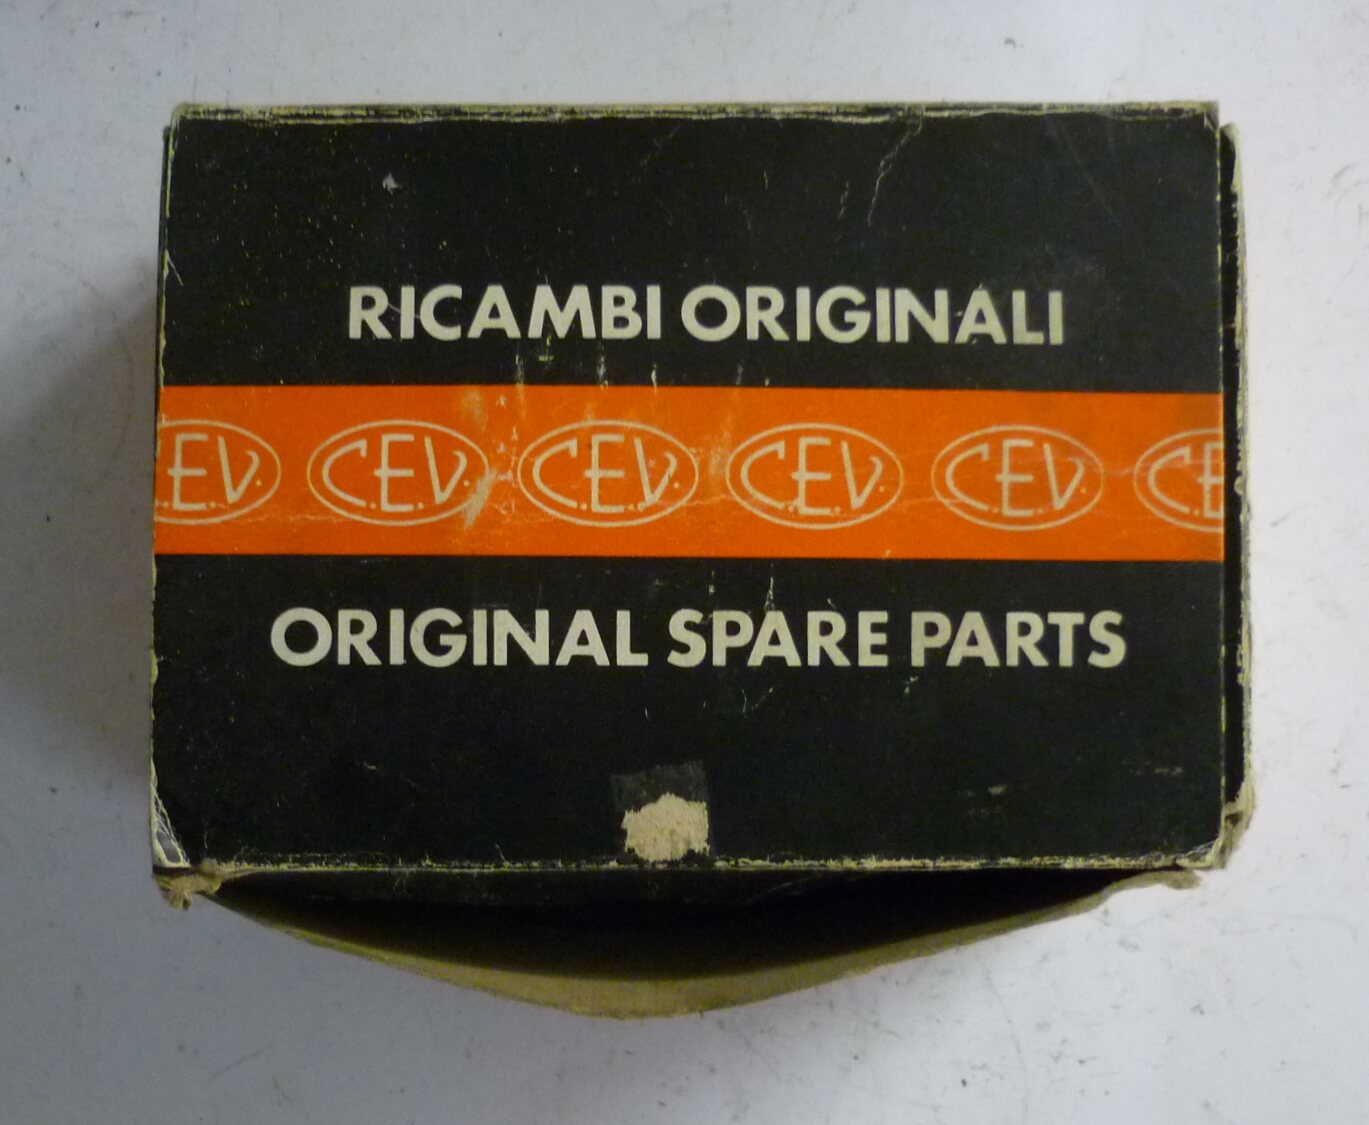 RICAMBI ORIGINALI
.E.V. C.E.V. C.E.V. C.E.V. C.E.V. C.E
ORIGINAL SPARE PARTS